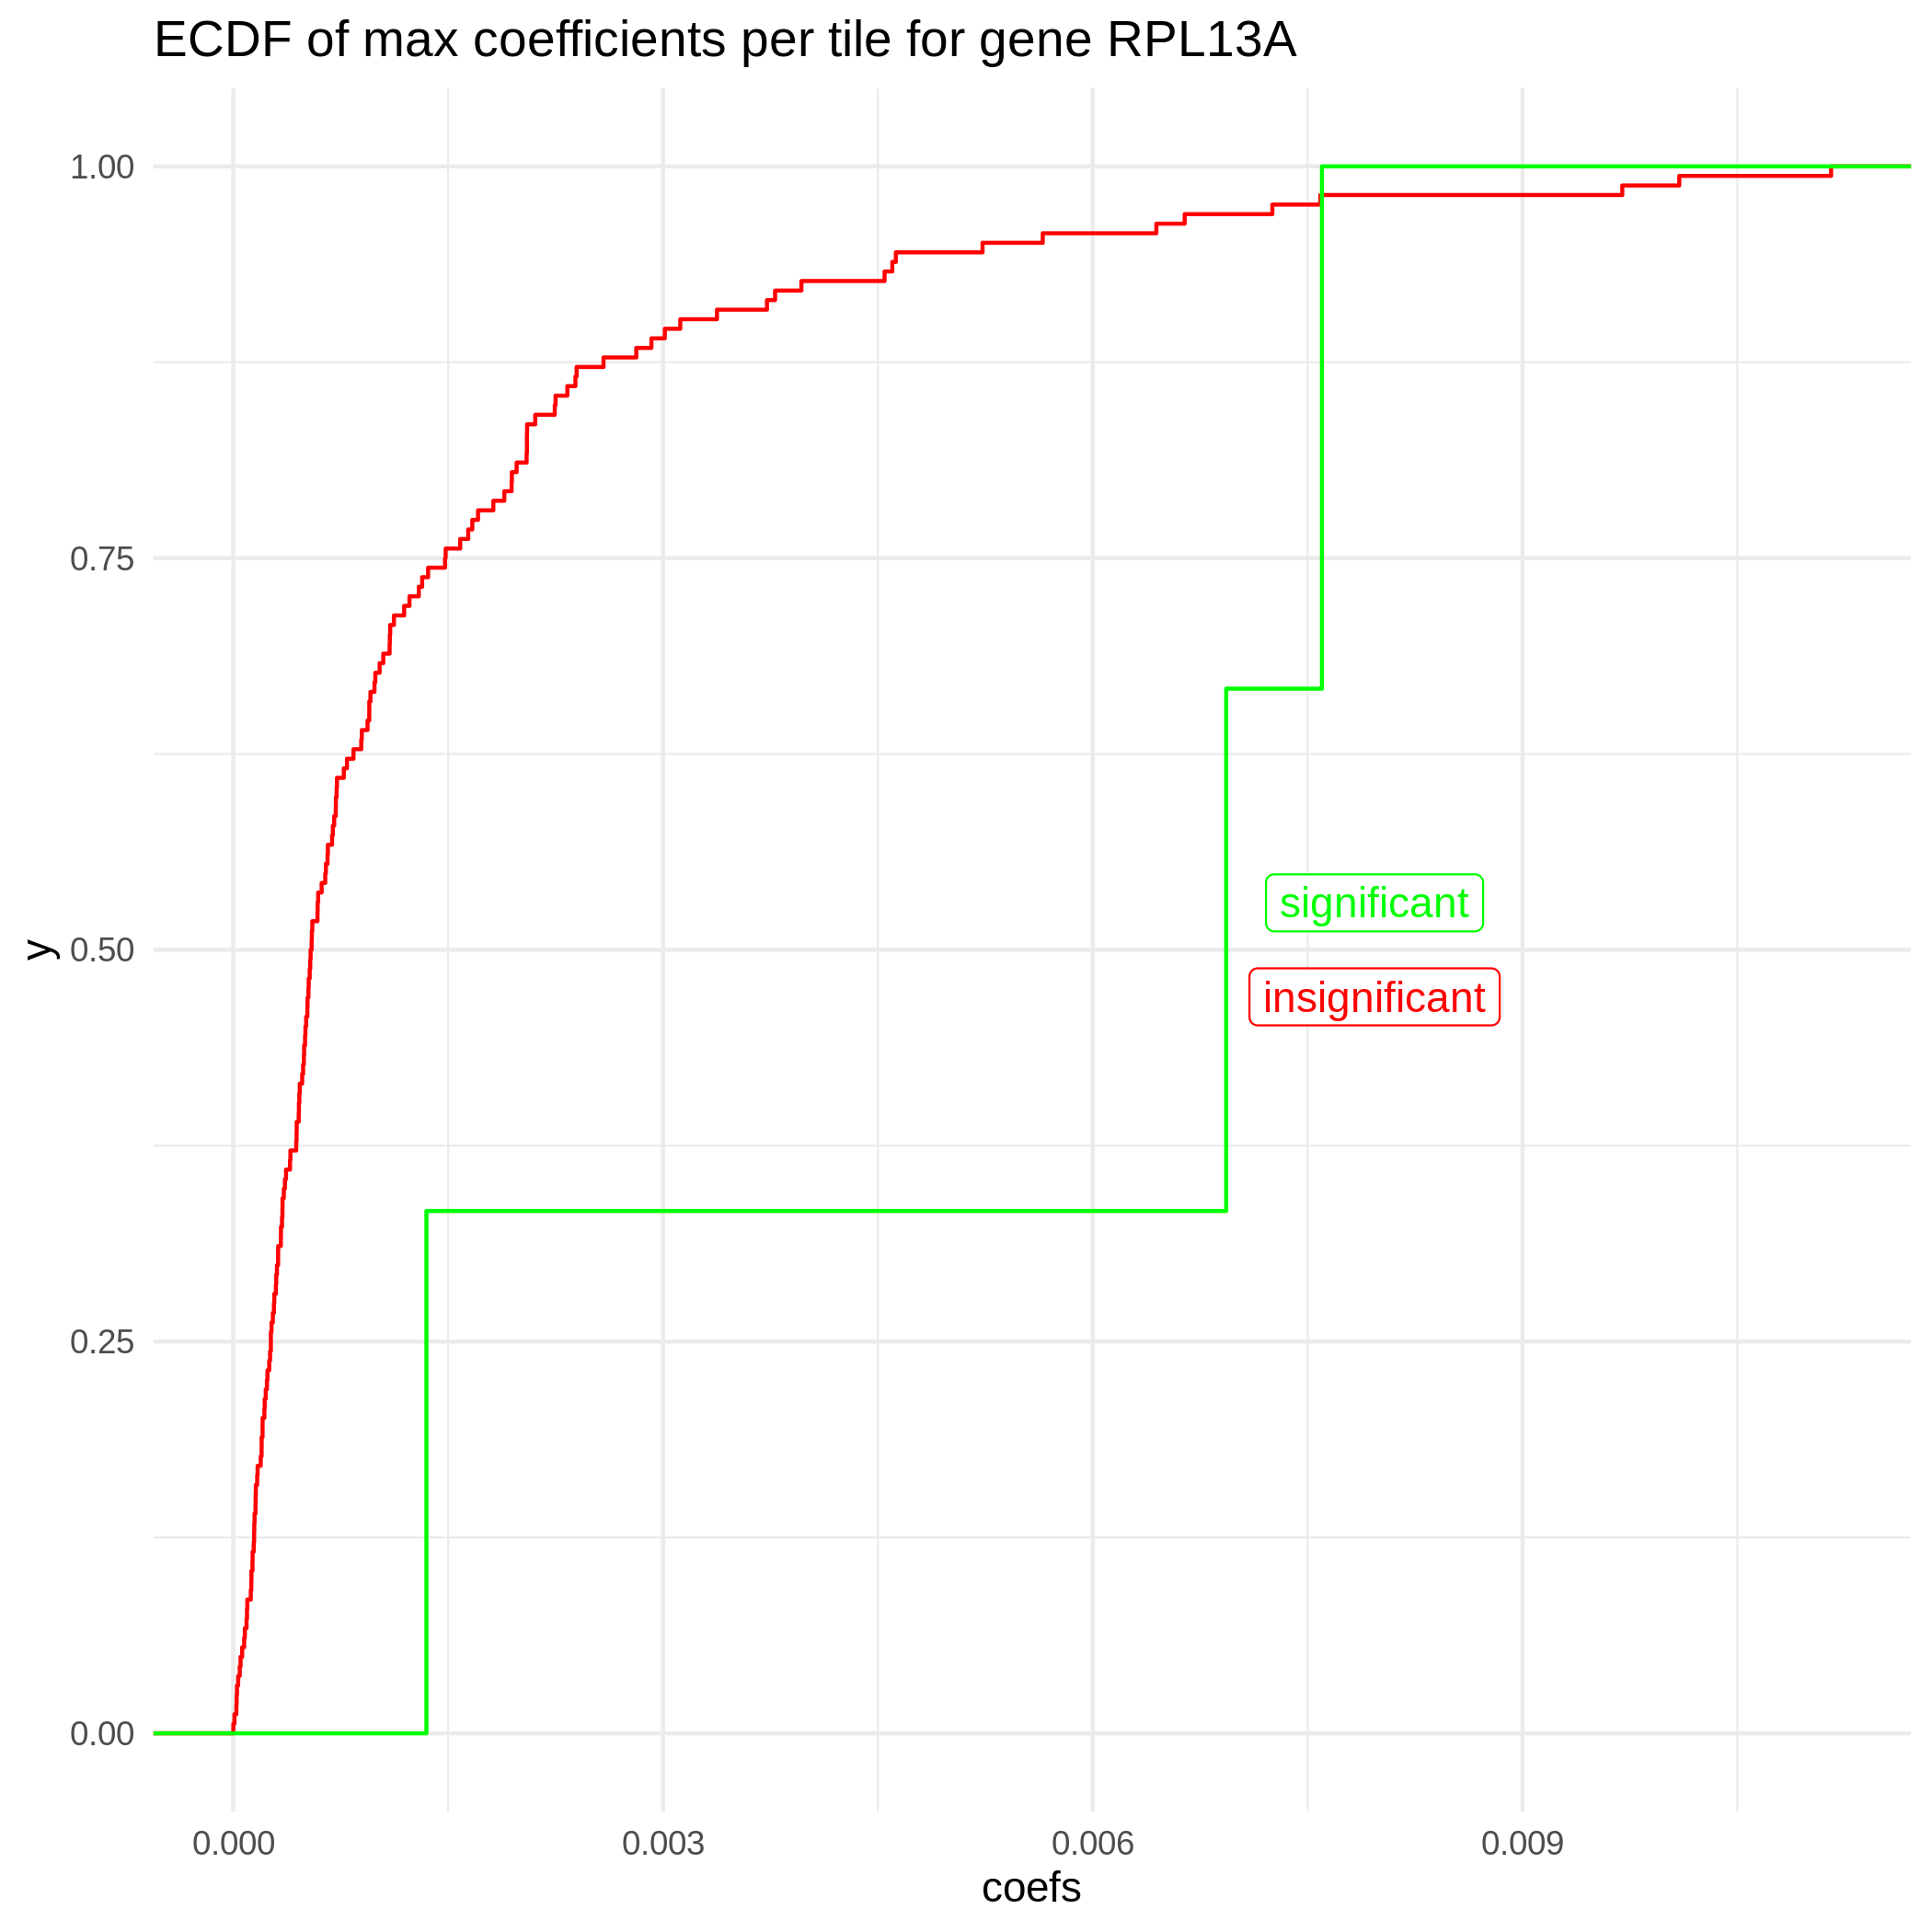 ECDF of max coefficients per tile for gene RPL13A
1.00
0.75
0.50
0.25
0.00
y
significant
insignificant
0.000 0.003 0.006 0.009
coefs